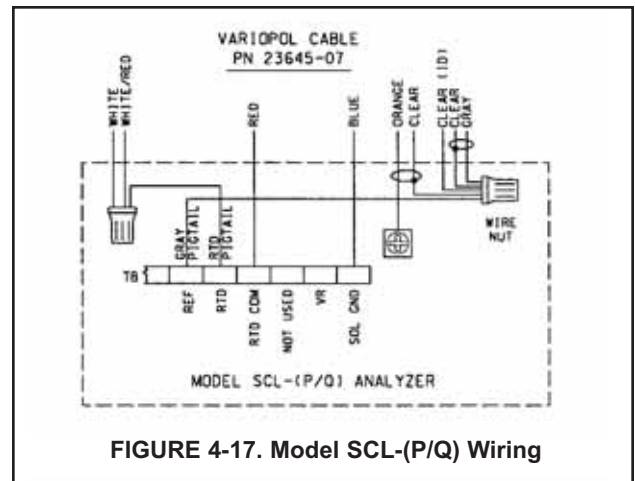 VARIOPOL CABLE
PN 23645-07
WHITE
WHITE/RED
RED
BLUE
ORANGE
CLEAR
CLEAR (ID)
CLEAR
GRAY
WIRE
NUT
GRAY
PIGTAIL
RTD
PIGTAIL
TB
REF
RTD
RTD COM
NOT USED
VR
SOL GND
MODEL SCL-(P/Q) ANALYZER
FIGURE 4-17. Model SCL-(P/Q) Wiring